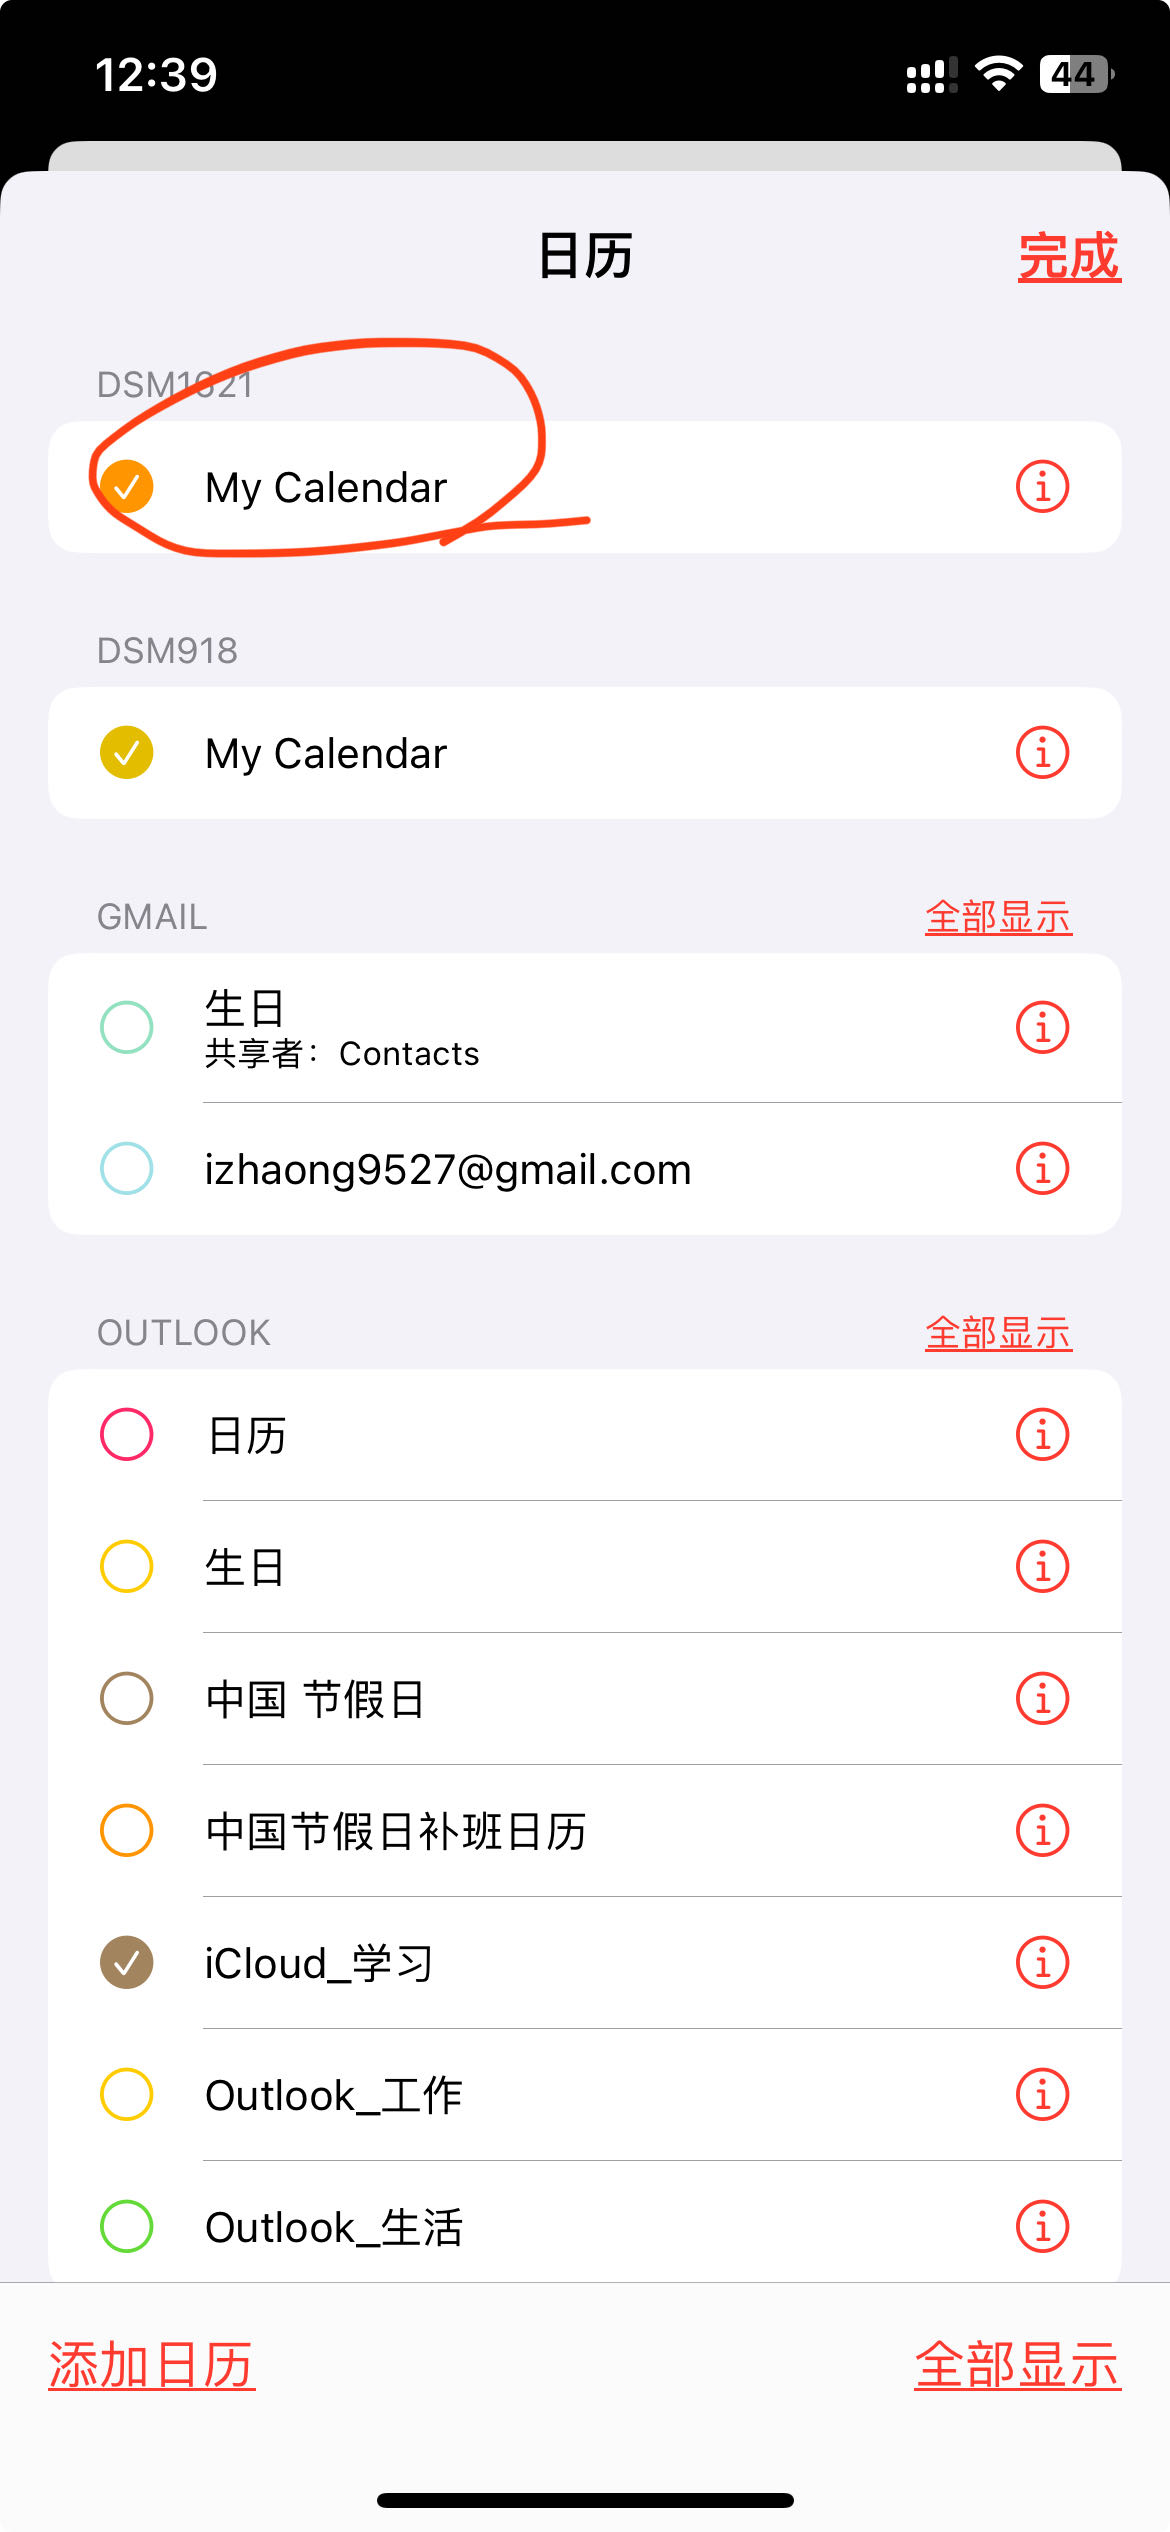 12:39
44
日历
完成
DSM1621
My Calendar
DSM918
My Calendar
GMAIL
全部显示
生日
共享者：Contacts
izhaong9527@gmail.com
OUTLOOK
全部显示
日历
生日
中国 节假日
中国节假日补班日历
iCloud_学习
Outlook_工作
Outlook_生活
添加日历
全部显示